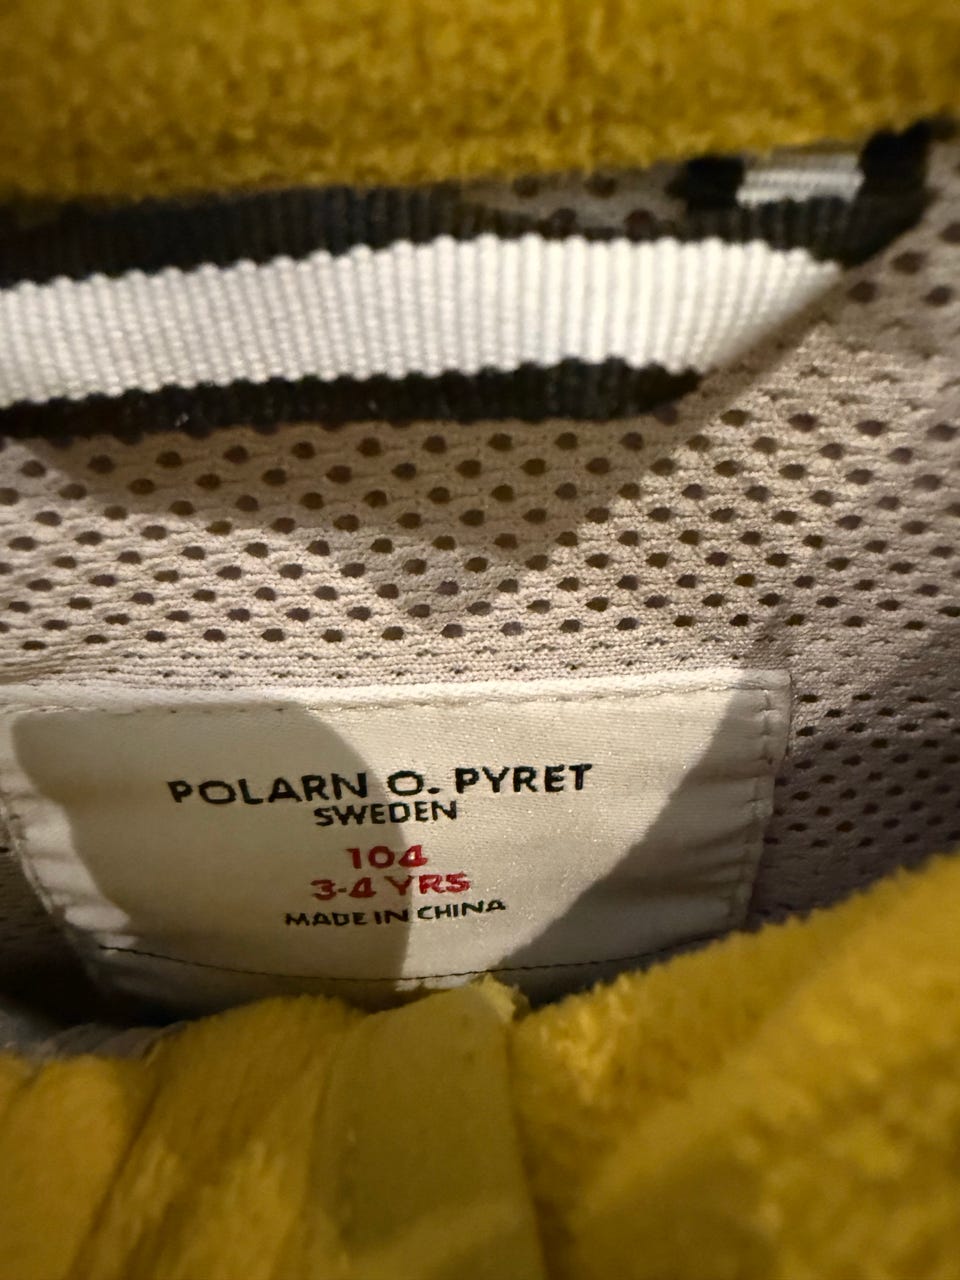 POLARN O. PYRET
SWEDEN
104
3-4 YRS
MADE IN CHINA